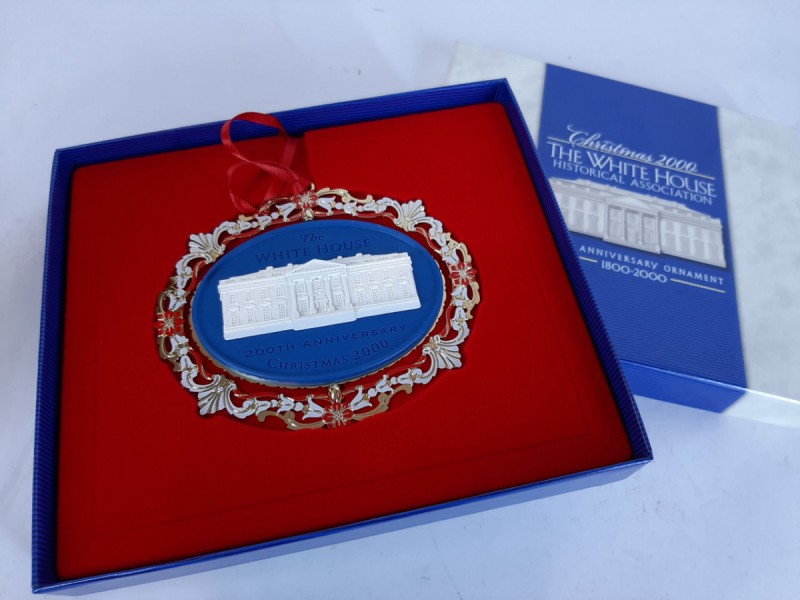 The
WHITE HOUSE
200TH ANNIVERSARY
CHRISTMAS 2000
Christmas 2000
THE WHITE HOUSE
HISTORICAL ASSOCIATION
ANNIVERSARY ORNAMENT
1800-2000